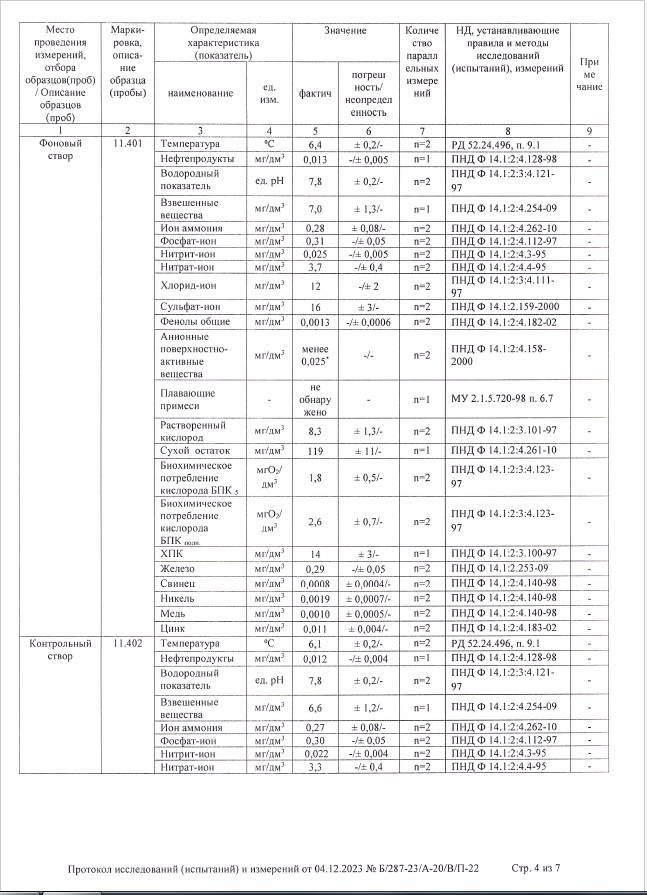 Место проведения измерений, отбора образцов(проб) / Описание образцов (проб) | Марки-ровка, описа-ние образца (пробы) | Определяемая характеристика (показатель) | Значение | Количе ство паралл ельных измере ний | НД, устанавливающие правила и методы исследований (испытаний), измерений | При ме чание
наименование | ед. изм. | фактич | погреш ность/ неопредел енность
1 | 2 | 3 | 4 | 5 | 6 | 7 | 8 | 9
Фоновый створ | 11.401 | Температура | ºС | 6,4 | ± 0,2/- | n=2 | РД 52.24.496, п. 9.1 | -
Нефтепродукты | мг/дм³ | 0,013 | -/± 0,005 | n=1 | ПНД Ф 14.1:2:4.128-98 | -
Водородный показатель | ед. pH | 7,8 | ± 0,2/- | n=2 | ПНД Ф 14.1:2:3:4.121-97 | -
Взвешенные вещества | мг/дм³ | 7,0 | ± 1,3/- | n=1 | ПНД Ф 14.1:2:4.254-09 | -
Ион аммония | мг/дм³ | 0,28 | ± 0,08/- | n=2 | ПНД Ф 14.1:2:4.262-10 | -
Фосфат-ион | мг/дм³ | 0,31 | -/± 0,05 | n=2 | ПНД Ф 14.1:2:4.112-97 | -
Нитрит-ион | мг/дм³ | 0,025 | -/± 0,005 | n=2 | ПНД Ф 14.1:2:4.3-95 | -
Нитрат-ион | мг/дм³ | 3,7 | -/± 0,4 | n=2 | ПНД Ф 14.1:2:4.4-95 | -
Хлорид-ион | мг/дм³ | 12 | -/± 2 | n=2 | ПНД Ф 14.1:2:3:4.111-97 | -
Сульфат-ион | мг/дм³ | 16 | ± 3/- | n=2 | ПНД Ф 14.1:2.159-2000 | -
Фенолы общие | мг/дм³ | 0,0013 | -/± 0,0006 | n=2 | ПНД Ф 14.1:2:4.182-02 | -
Анионные поверхностно-активные вещества | мг/дм³ | менее 0,025* | -/- | n=2 | ПНД Ф 14.1:2:4.158-2000 | -
Плавающие примеси | - | не обнару жено | - | n=1 | МУ 2.1.5.720-98 п. 6.7 | -
Растворенный кислород | мг/дм³ | 8,3 | ± 1,3/- | n=2 | ПНД Ф 14.1:2:3.101-97 | -
Сухой остаток | мг/дм³ | 119 | ± 11/- | n=1 | ПНД Ф 14.1:2:4.261-10 | -
Биохимическое потребление кислорода БПК 5 | мгО₂/дм³ | 1,8 | ± 0,5/- | n=2 | ПНД Ф 14.1:2:3:4.123-97 | -
Биохимическое потребление кислорода БПК полн. | мгО₂/дм³ | 2,6 | ± 0,7/- | n=2 | ПНД Ф 14.1:2:3:4.123-97 | -
ХПК | мг/дм³ | 14 | ± 3/- | n=1 | ПНД Ф 14.1:2:3.100-97 | -
Железо | мг/дм³ | 0,29 | -/± 0,05 | n=2 | ПНД Ф 14.1:2.253-09 | -
Свинец | мг/дм³ | 0,0008 | ± 0,0004/- | n=2 | ПНД Ф 14.1:2:4.140-98 | -
Никель | мг/дм³ | 0,0019 | ± 0,0007/- | n=2 | ПНД Ф 14.1:2:4.140-98 | -
Медь | мг/дм³ | 0,0010 | ± 0,0005/- | n=2 | ПНД Ф 14.1:2:4.140-98 | -
Цинк | мг/дм³ | 0,011 | ± 0,004/- | n=2 | ПНД Ф 14.1:2:4.183-02 | -
Контрольный створ | 11.402 | Температура | ºС | 6,1 | ± 0,2/- | n=2 | РД 52.24.496, п. 9.1 | -
Нефтепродукты | мг/дм³ | 0,012 | -/± 0,004 | n=1 | ПНД Ф 14.1:2:4.128-98 | -
Водородный показатель | ед. pH | 7,8 | ± 0,2/- | n=2 | ПНД Ф 14.1:2:3:4.121-97 | -
Взвешенные вещества | мг/дм³ | 6,6 | ± 1,2/- | n=1 | ПНД Ф 14.1:2:4.254-09 | -
Ион аммония | мг/дм³ | 0,27 | ± 0,08/- | n=2 | ПНД Ф 14.1:2:4.262-10 | -
Фосфат-ион | мг/дм³ | 0,30 | -/± 0,05 | n=2 | ПНД Ф 14.1:2:4.112-97 | -
Нитрит-ион | мг/дм³ | 0,022 | -/± 0,004 | n=2 | ПНД Ф 14.1:2:4.3-95 | -
Нитрат-ион | мг/дм³ | 3,3 | -/± 0,4 | n=2 | ПНД Ф 14.1:2:4.4-95 | -
Протокол исследований (испытаний) и измерений от 04.12.2023 № Б/287-23/А-20/В/П-22 Стр. 4 из 7